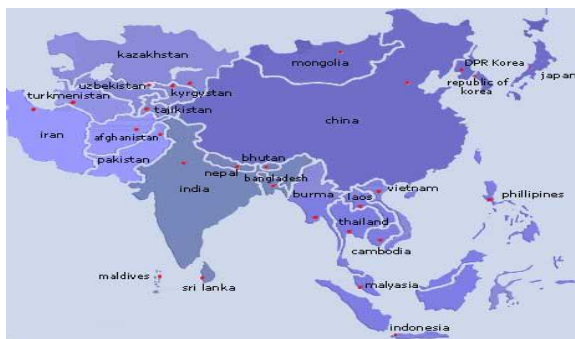 kazakhstan
mongolia
DPR Korea
japan
uzbekistan
kyrgystan
republic of
korea
turkmenistan
tajikistan
china
iran
afghanistan
pakistan
bhutan
nepal
bangladesh
india
burma
laos
vietnam
phillipines
thailand
cambodia
maldives
sri lanka
malyasia
indonesia